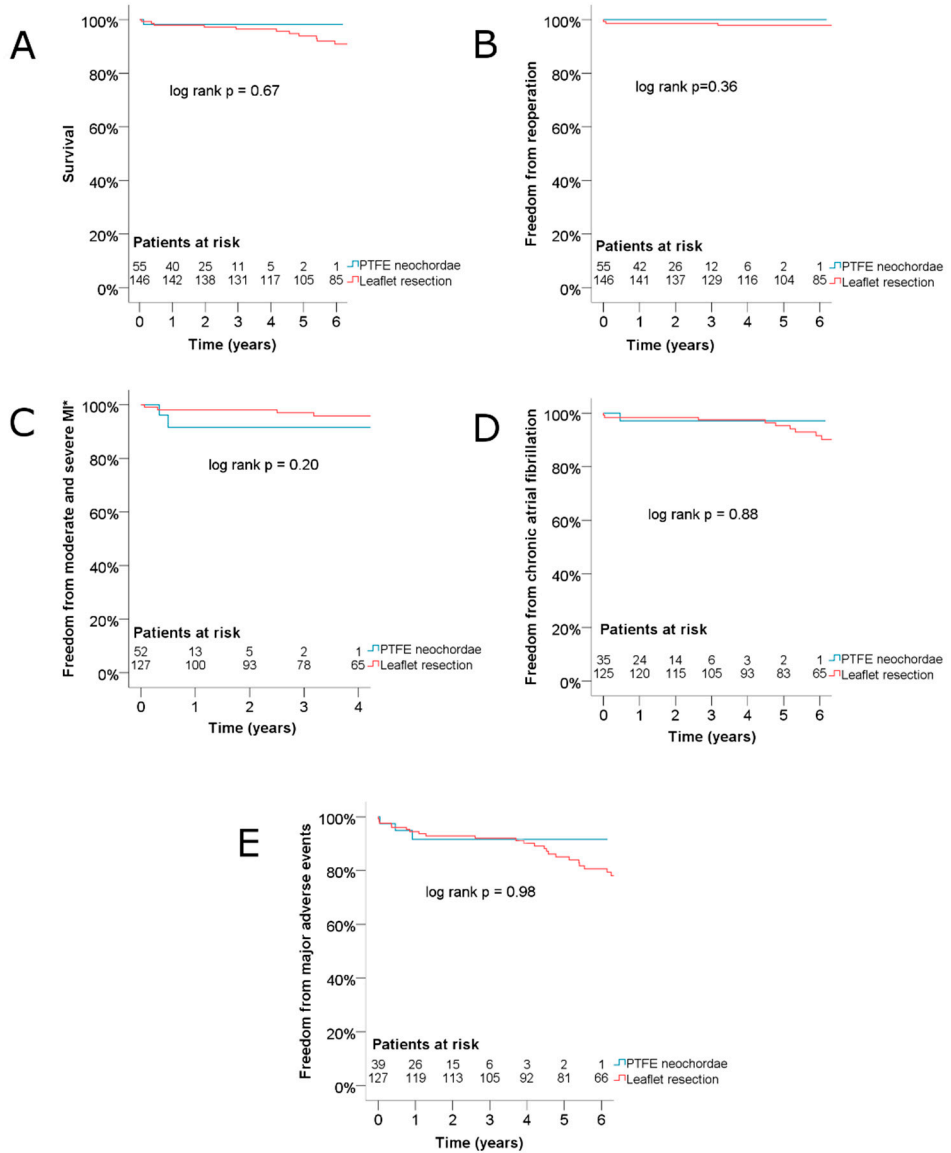 A
Survival
100%
80%
60%
40%
20%
0%
log rank p = 0.67
Patients at risk
55 40 25 11 5 2 1 PTFE neochordae
146 142 138 131 117 105 85 Leaflet resection
0 1 2 3 4 5 6
Time (years)
B
Freedom from reoperation
100%
80%
60%
40%
20%
0%
log rank p=0.36
Patients at risk
55 42 26 12 6 2 1 PTFE neochordae
146 141 137 129 116 104 85 Leaflet resection
0 1 2 3 4 5 6
Time (years)
C
Freedom from moderate and severe MI*
100%
80%
60%
40%
20%
0%
log rank p = 0.20
Patients at risk
52 13 5 2 1 PTFE neochordae
127 100 93 78 65 Leaflet resection
0 1 2 3 4
Time (years)
D
Freedom from chronic atrial fibrillation
100%
80%
60%
40%
20%
0%
log rank p = 0.88
Patients at risk
35 24 14 6 3 2 1 PTFE neochordae
125 120 115 105 93 83 65 Leaflet resection
0 1 2 3 4 5 6
Time (years)
E
Freedom from major adverse events
100%
80%
60%
40%
20%
0%
log rank p = 0.98
Patients at risk
39 26 15 6 3 2 1 PTFE neochordae
127 119 113 105 92 81 66 Leaflet resection
0 1 2 3 4 5 6
Time (years)